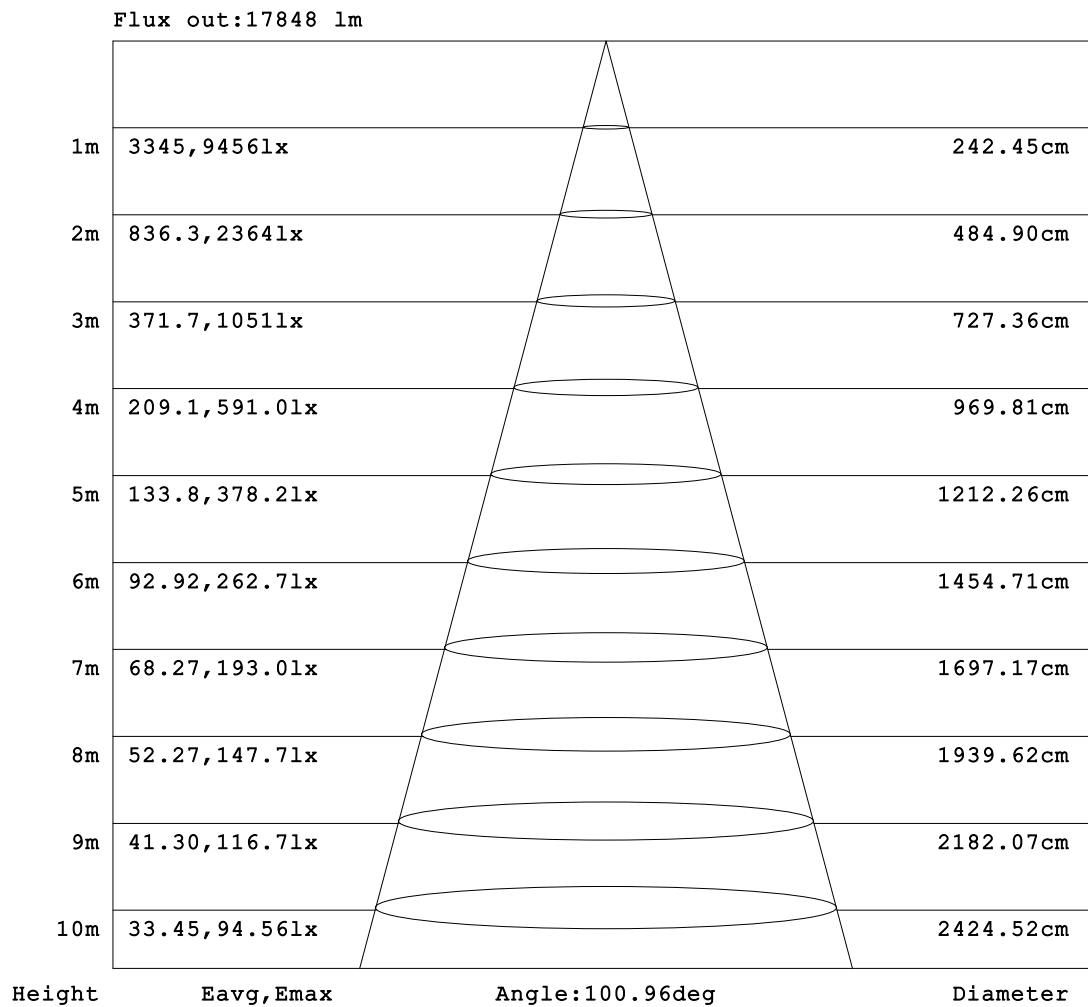 Flux out:17848 lm
1m 3345,9456lx 242.45cm
2m 836.3,2364lx 484.90cm
3m 371.7,1051lx 727.36cm
4m 209.1,591.0lx 969.81cm
5m 133.8,378.2lx 1212.26cm
6m 92.92,262.7lx 1454.71cm
7m 68.27,193.0lx 1697.17cm
8m 52.27,147.7lx 1939.62cm
9m 41.30,116.7lx 2182.07cm
10m 33.45,94.56lx 2424.52cm
Height Eavg,Emax Angle:100.96deg Diameter